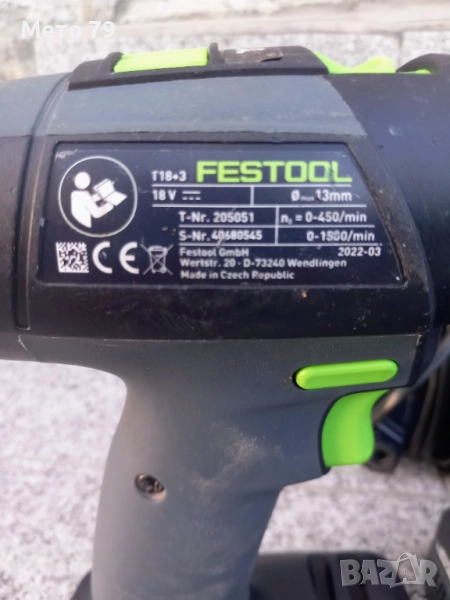 Мето 79
T18+3 FESTOOL
18 V Ø max 13mm
T-Nr. 205051 n₀ = 0-450/min
S-Nr. 40680545 0-1500/min
Festool GmbH 2022-03
Wertstr. 20 - D-73240 Wendlingen
Made in Czech Republic
CE
BAZAR